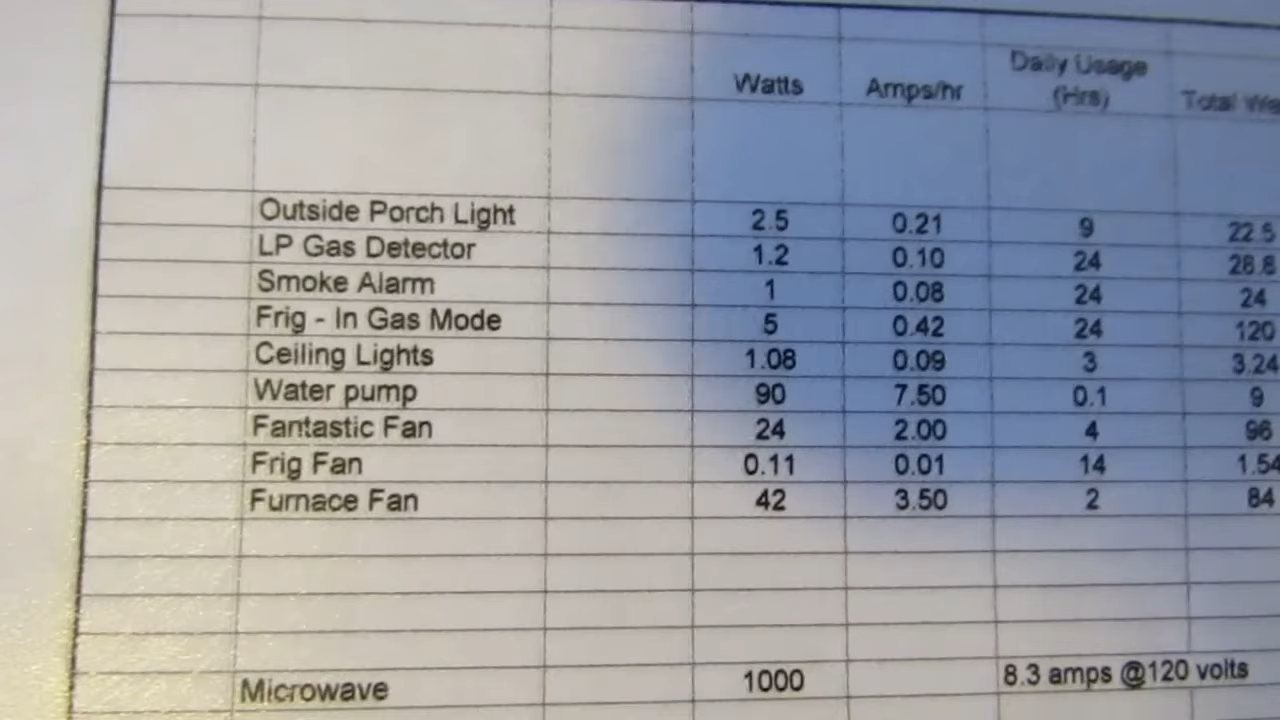 Watts Amps/hr Daily Usage (Hrs) Total
Outside Porch Light 2.5 0.21 9 22.5
LP Gas Detector 1.2 0.10 24 28.8
Smoke Alarm 1 0.08 24 24
Frig - In Gas Mode 5 0.42 24 120
Ceiling Lights 1.08 0.09 3 3.24
Water pump 90 7.50 0.1 9
Fantastic Fan 24 2.00 4 96
Frig Fan 0.11 0.01 14 1.54
Furnace Fan 42 3.50 2 84
Microwave 1000 8.3 amps @120 volts